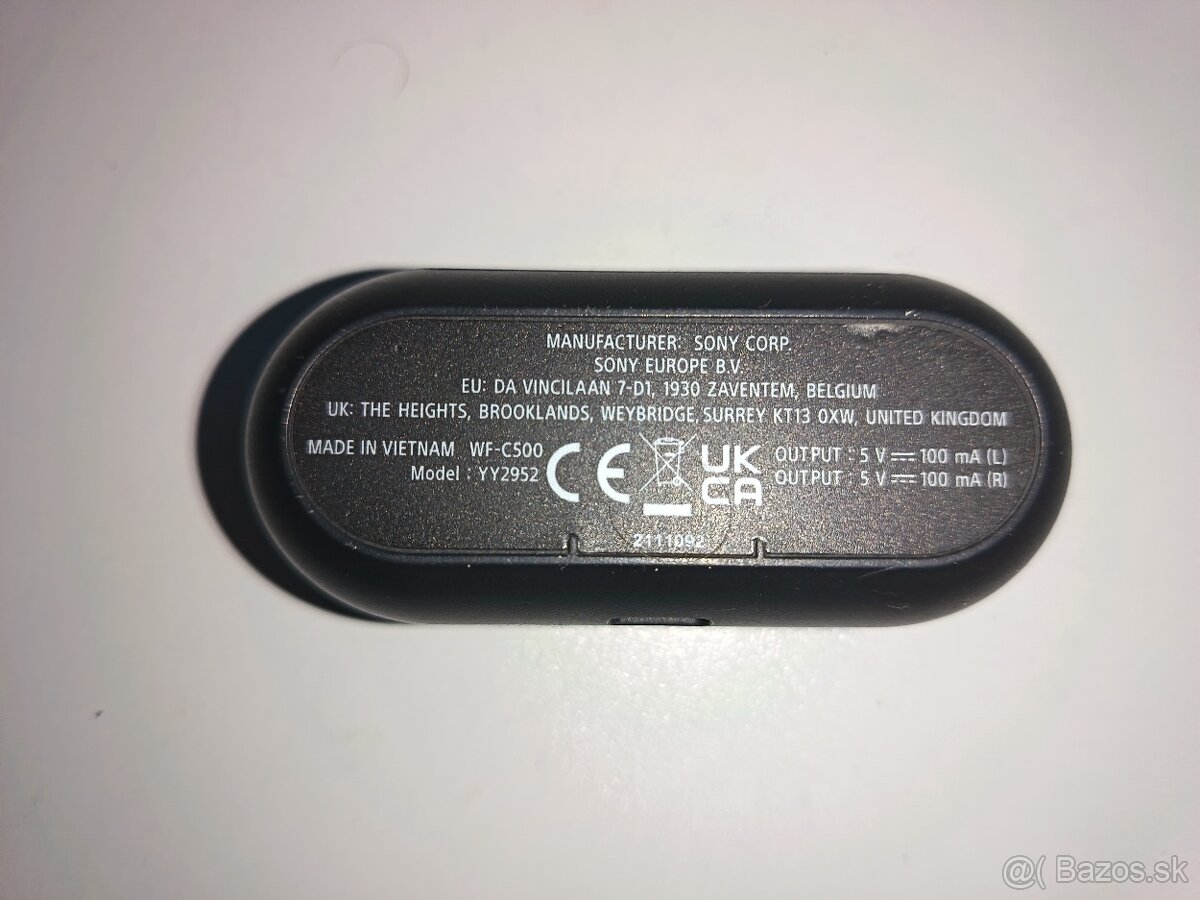 MANUFACTURER: SONY CORP.
SONY EUROPE B.V.
EU: DA VINCILAAN 7-D1, 1930 ZAVENTEM, BELGIUM
UK: THE HEIGHTS, BROOKLANDS, WEYBRIDGE, SURREY KT13 0XW, UNITED KINGDOM
MADE IN VIETNAM WF-C500
Model : YY2952
CE
UK
CA
OUTPUT : 5 V ⎓ 100 mA (L)
OUTPUT : 5 V ⎓ 100 mA (R)
2111092
@( Bazos.sk